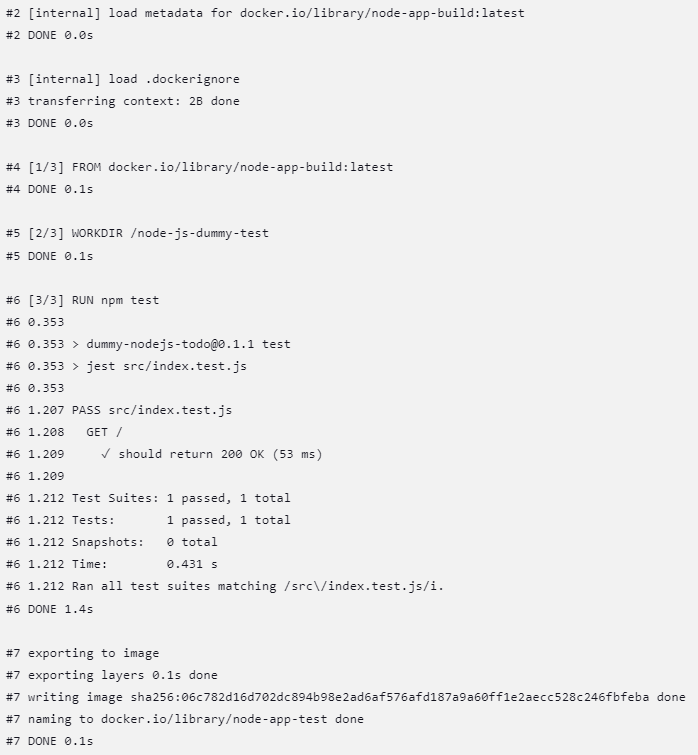 #2 [internal] load metadata for docker.io/library/node-app-build:latest
#2 DONE 0.0s
#3 [internal] load .dockerignore
#3 transferring context: 2B done
#3 DONE 0.0s
#4 [1/3] FROM docker.io/library/node-app-build:latest
#4 DONE 0.1s
#5 [2/3] WORKDIR /node-js-dummy-test
#5 DONE 0.1s
#6 [3/3] RUN npm test
#6 0.353
#6 0.353 > dummy-nodejs-todo@0.1.1 test
#6 0.353 > jest src/index.test.js
#6 0.353
#6 1.207 PASS src/index.test.js
#6 1.208   GET /
#6 1.209     ✓ should return 200 OK (53 ms)
#6 1.209
#6 1.212 Test Suites: 1 passed, 1 total
#6 1.212 Tests:       1 passed, 1 total
#6 1.212 Snapshots:   0 total
#6 1.212 Time:        0.431 s
#6 1.212 Ran all test suites matching /src\/index.test.js/i.
#6 DONE 1.4s
#7 exporting to image
#7 exporting layers 0.1s done
#7 writing image sha256:06c782d16d702dc894b98e2ad6af576afd187a9a60ff1e2aecc528c246fbfeba done
#7 naming to docker.io/library/node-app-test done
#7 DONE 0.1s